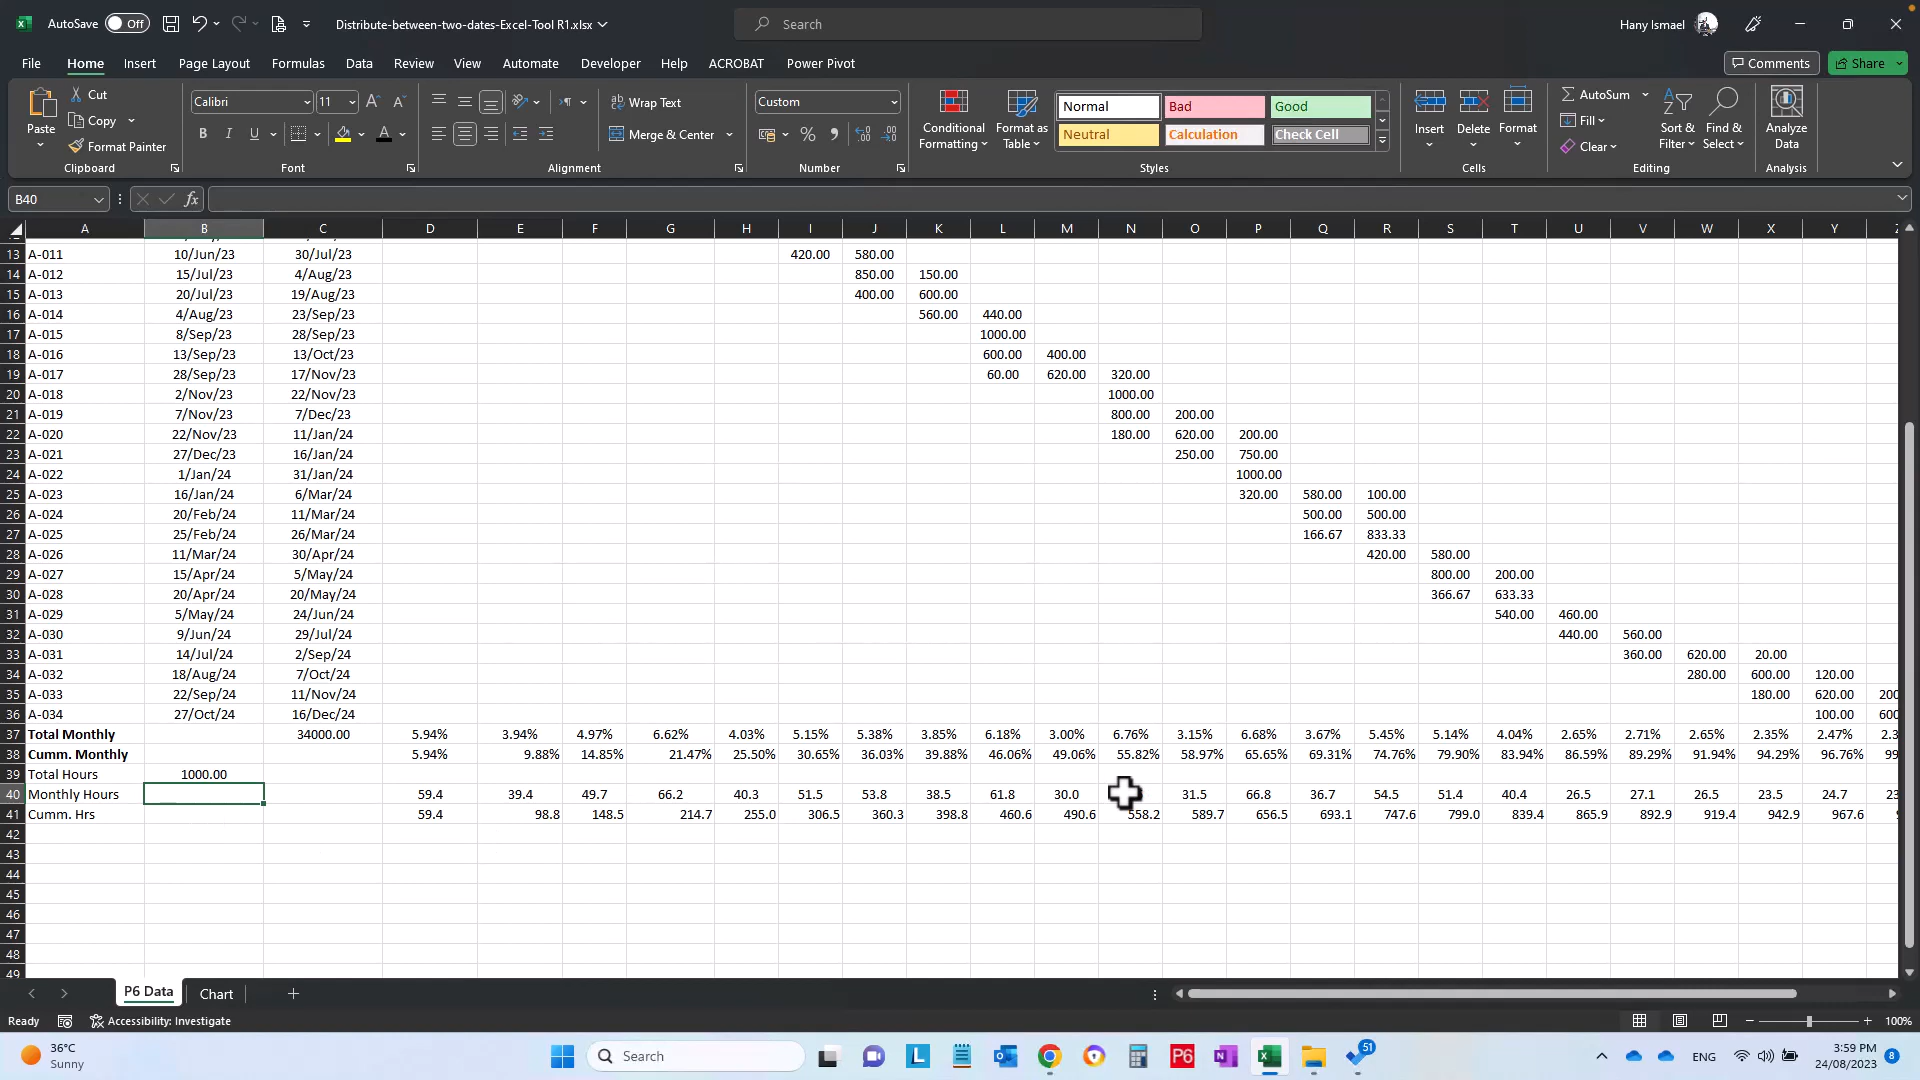 AutoSave Off Distribute-between-two-dates-Excel-Tool R1.xlsx Search Hany Ismael
File Home Insert Page Layout Formulas Data Review View Automate Developer Help ACROBAT Power Pivot Comments Share
Paste Cut Copy Format Painter Clipboard
Calibri 11 B I U A Font
Wrap Text Merge & Center Alignment
Custom % Number
Conditional Formatting Format as Table Normal Bad Good Neutral Calculation Check Cell Styles
Insert Delete Format Cells
AutoSum Fill Clear Sort & Filter Find & Select Editing
Analyze Data Analysis
B40 fx
A B C D E F G H I J K L M N O P Q R S T U V W X Y
13 A-011 10/Jun/23 30/Jul/23 420.00 580.00
14 A-012 15/Jul/23 4/Aug/23 850.00 150.00
15 A-013 20/Jul/23 19/Aug/23 400.00 600.00
16 A-014 4/Aug/23 23/Sep/23 560.00 440.00
17 A-015 8/Sep/23 28/Sep/23 1000.00
18 A-016 13/Sep/23 13/Oct/23 600.00 400.00
19 A-017 28/Sep/23 17/Nov/23 60.00 620.00 320.00
20 A-018 2/Nov/23 22/Nov/23 1000.00
21 A-019 7/Nov/23 7/Dec/23 800.00 200.00
22 A-020 22/Nov/23 11/Jan/24 180.00 620.00 200.00
23 A-021 27/Dec/23 16/Jan/24 250.00 750.00
24 A-022 1/Jan/24 31/Jan/24 1000.00
25 A-023 16/Jan/24 6/Mar/24 320.00 580.00 100.00
26 A-024 20/Feb/24 11/Mar/24 500.00 500.00
27 A-025 25/Feb/24 26/Mar/24 166.67 833.33
28 A-026 11/Mar/24 30/Apr/24 420.00 580.00
29 A-027 15/Apr/24 5/May/24 800.00 200.00
30 A-028 20/Apr/24 20/May/24 366.67 633.33
31 A-029 5/May/24 24/Jun/24 540.00 460.00
32 A-030 9/Jun/24 29/Jul/24 440.00 560.00
33 A-031 14/Jul/24 2/Sep/24 360.00 620.00 20.00
34 A-032 18/Aug/24 7/Oct/24 280.00 600.00 120.00
35 A-033 22/Sep/24 11/Nov/24 180.00 620.00 200
36 A-034 27/Oct/24 16/Dec/24 100.00 600
37 Total Monthly 34000.00 5.94% 3.94% 4.97% 6.62% 4.03% 5.15% 5.38% 3.85% 6.18% 3.00% 6.76% 3.15% 6.68% 3.67% 5.45% 5.14% 4.04% 2.65% 2.71% 2.65% 2.35% 2.47% 2.3
38 Cumm. Monthly 5.94% 9.88% 14.85% 21.47% 25.50% 30.65% 36.03% 39.88% 46.06% 49.06% 55.82% 58.97% 65.65% 69.31% 74.76% 79.90% 83.94% 86.59% 89.29% 91.94% 94.29% 96.76% 99
39 Total Hours 1000.00
40 Monthly Hours 59.4 39.4 49.7 66.2 40.3 51.5 53.8 38.5 61.8 30.0 31.5 66.8 36.7 54.5 51.4 40.4 26.5 27.1 26.5 23.5 24.7 23
41 Cumm. Hrs 59.4 98.8 148.5 214.7 255.0 306.5 360.3 398.8 460.6 490.6 558.2 589.7 656.5 693.1 747.6 799.0 839.4 865.9 892.9 919.4 942.9 967.6
42
43
44
45
46
47
48
49
P6 Data Chart
Ready Accessibility: Investigate 100%
36°C
Sunny
Search L P6 N 51 ENG
3:59 PM
24/08/2023 8